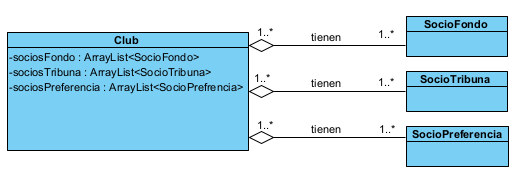 Club
-sociosFondo : ArrayList<SocioFondo>
-sociosTribuna : ArrayList<SocioTribuna>
-sociosPreferencia : ArrayList<SocioPrefrencia>
1..*
tienen
1..*
SocioFondo
1..*
tienen
1..*
SocioTribuna
1..*
tienen
1..*
SocioPreferencia